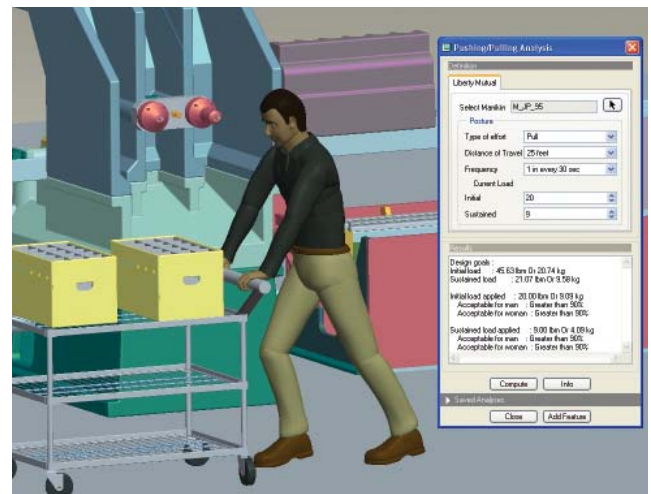 Pushing/Pulling Analysis
Definition
Liberty Mutual
Select Manikin M_JP_95
Posture
Type of effort Pull
Distance of Travel 25 feet
Frequency 1 in every 30 sec
Current Load
Initial 20
Sustained 9
Results
Design goals :
Initial load : 45.63 lbm Or 20.74 kg
Sustained load : 21.07 lbm Or 9.58 kg
Initial load applied : 20.00 lbm Or 9.09 kg
Acceptable for man : Greater than 90%
Acceptable for woman : Greater than 90%
Sustained load applied : 9.00 lbm Or 4.09 kg
Acceptable for man : Greater than 90%
Acceptable for woman : Greater than 90%
Compute Info
Saved Analyses
Close Add Feature